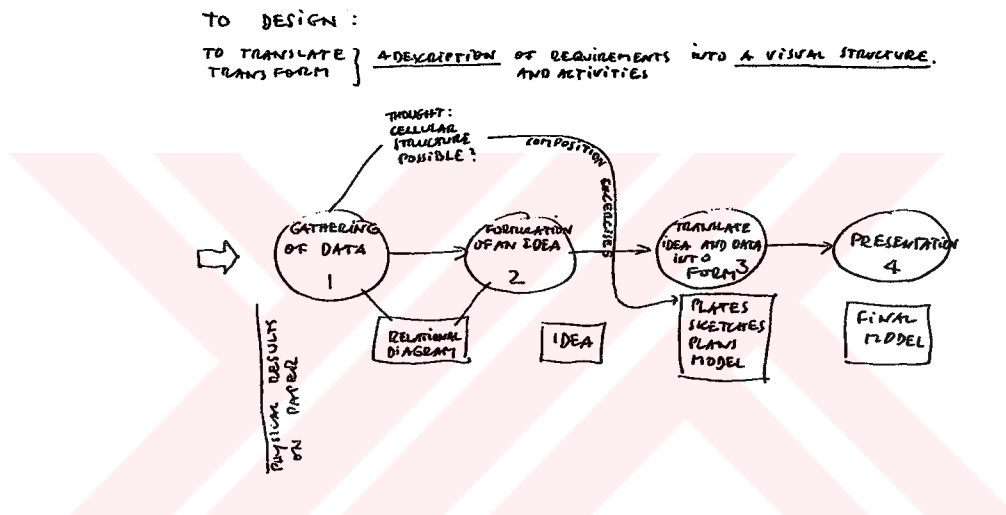 TO DESIGN :
TO TRANSLATE } A DESCRIPTION OF REQUIREMENTS INTO A VISUAL STRUCTURE.
TRANSFORM AND ACTIVITIES
THOUGHT:
CELLULAR
STRUCTURE
POSSIBLE?
COMPOSITION EXCERCISES
GATHERING
OF DATA
1
FORMULATION
OF AN IDEA
2
TRANSLATE
IDEA AND DATA
INTO
FORM 3
PRESENTATION
4
RELATIONAL
DIAGRAM
IDEA
PLATES
SKETCHES
PLANS
MODEL
FINAL
MODEL
PHYSICAL RESULTS
ON PAPER